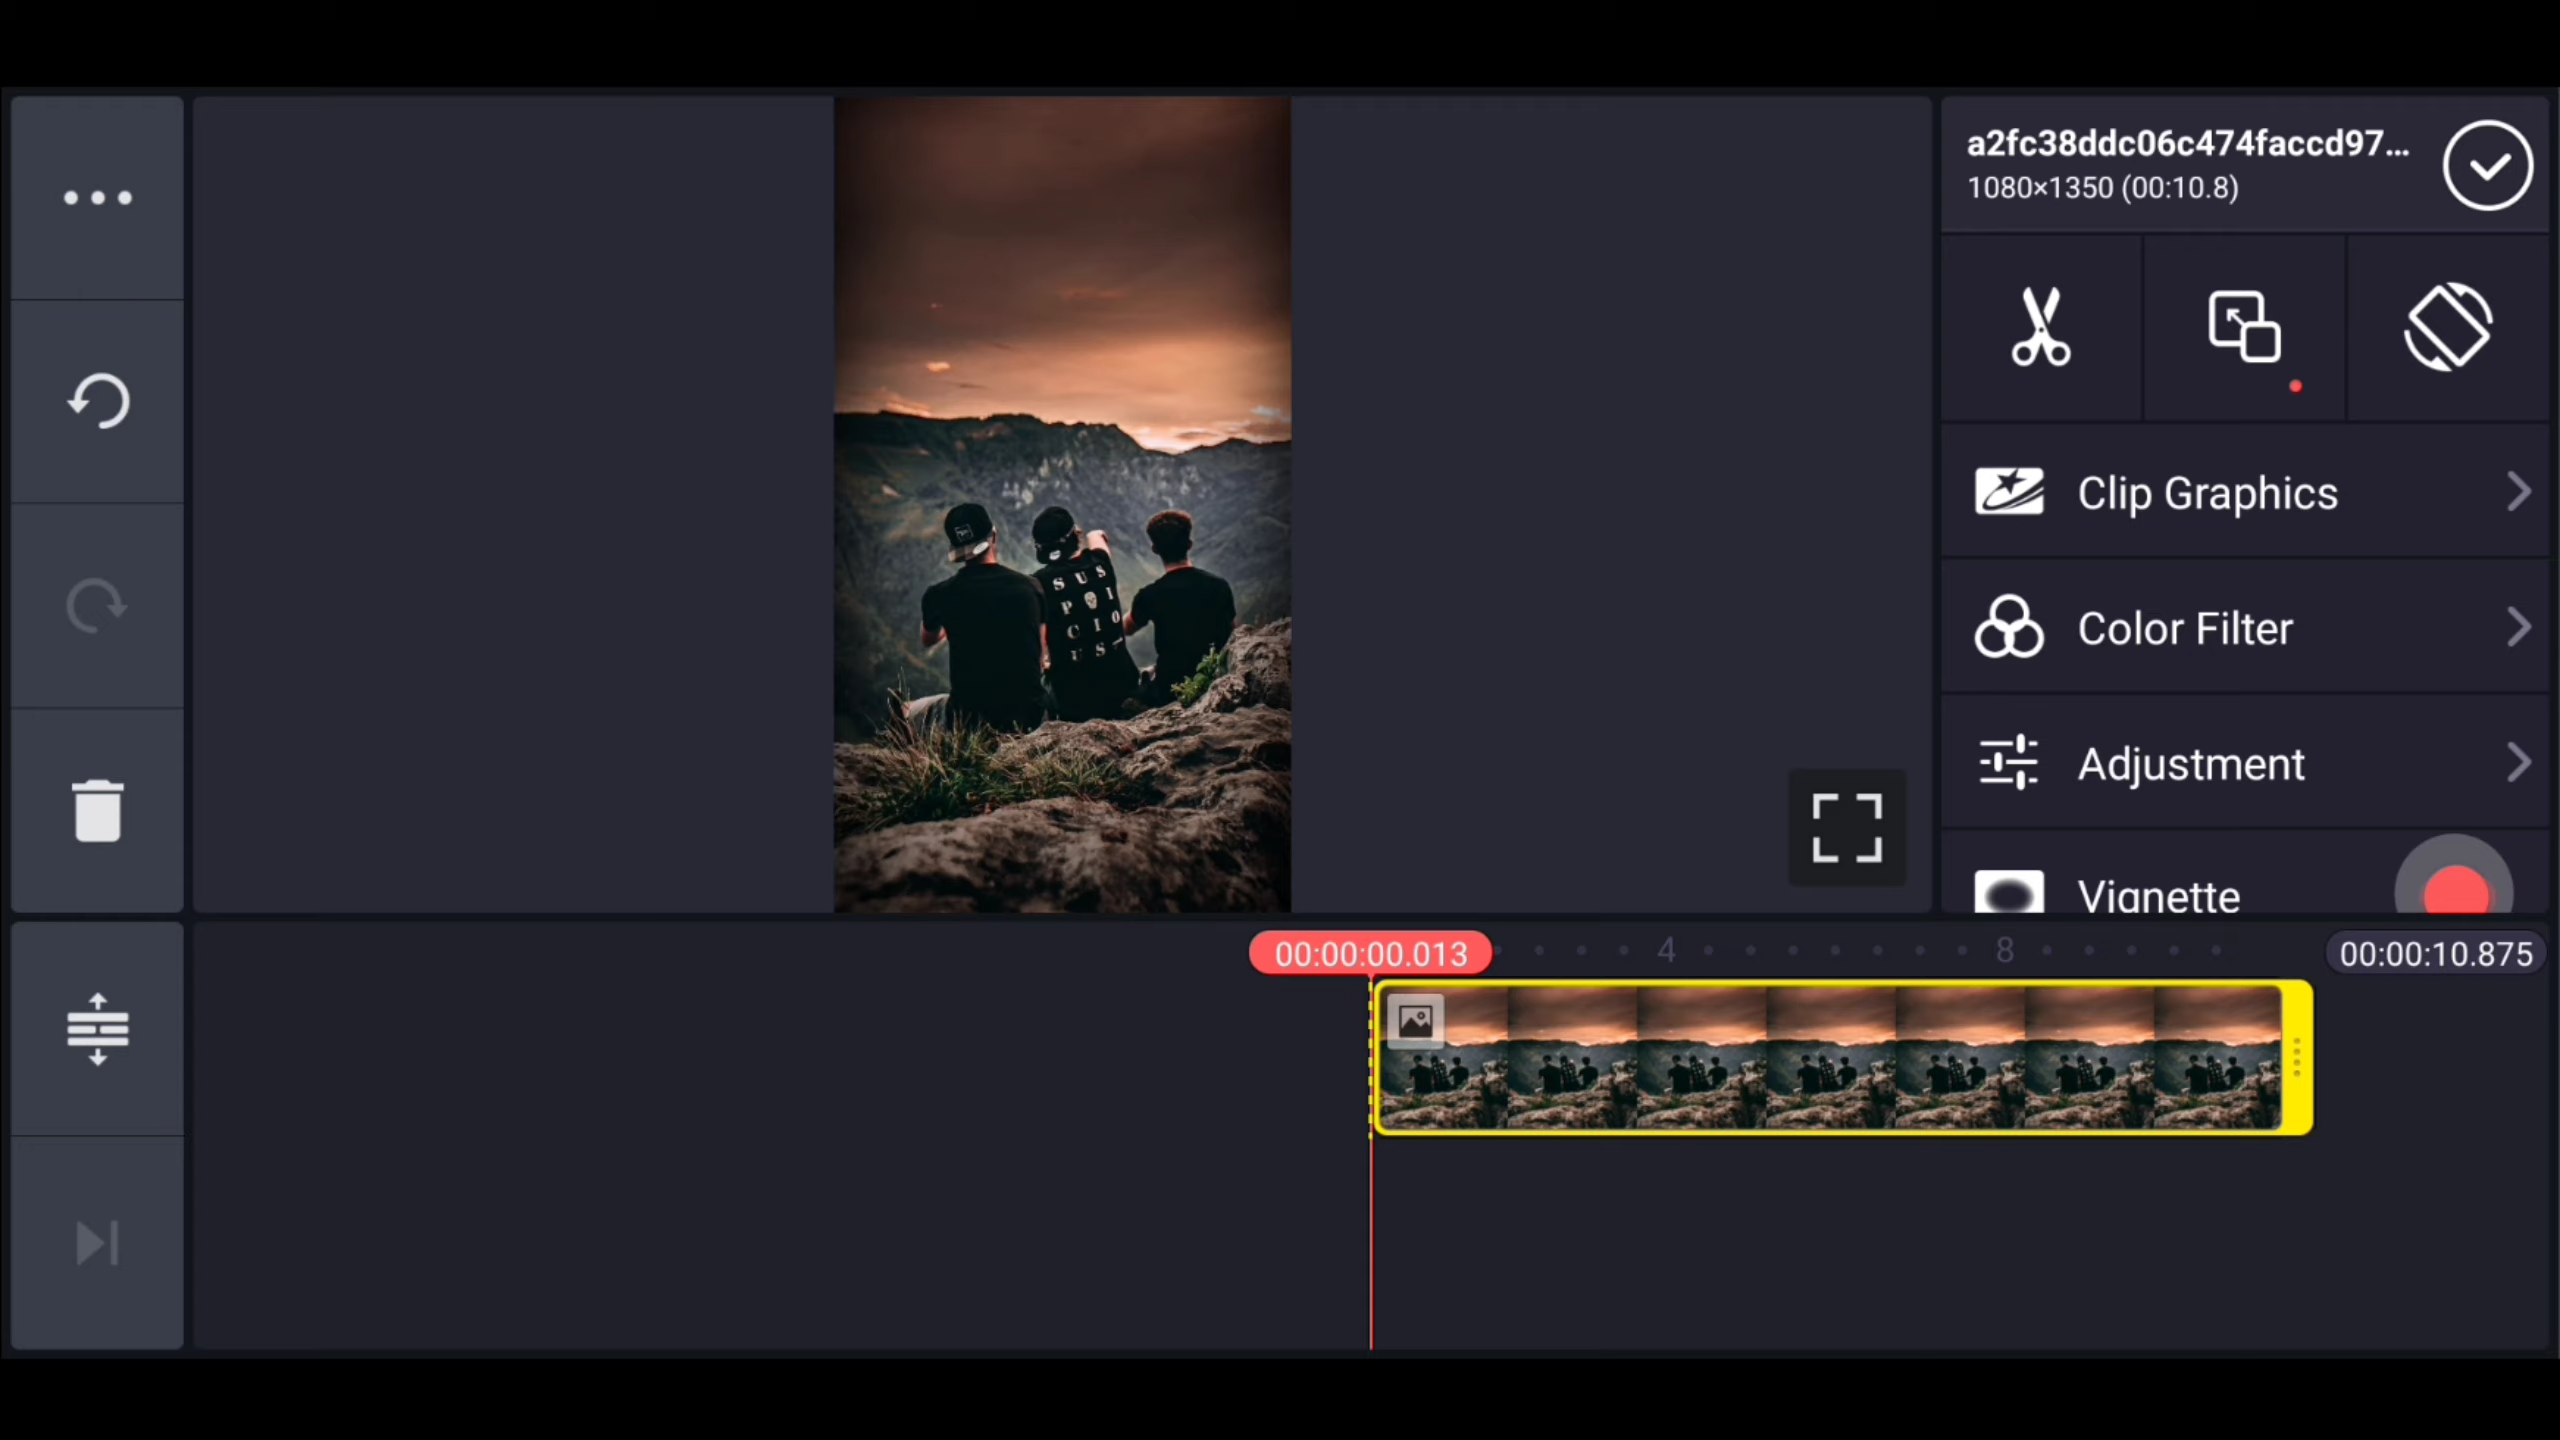 a2fc38ddc06c474faccd97...
1080×1350 (00:10.8)
Clip Graphics
Color Filter
Adjustment
Vignette
S U S
P I
C I O
U S
00:00:00.013
4
8
00:00:10.875